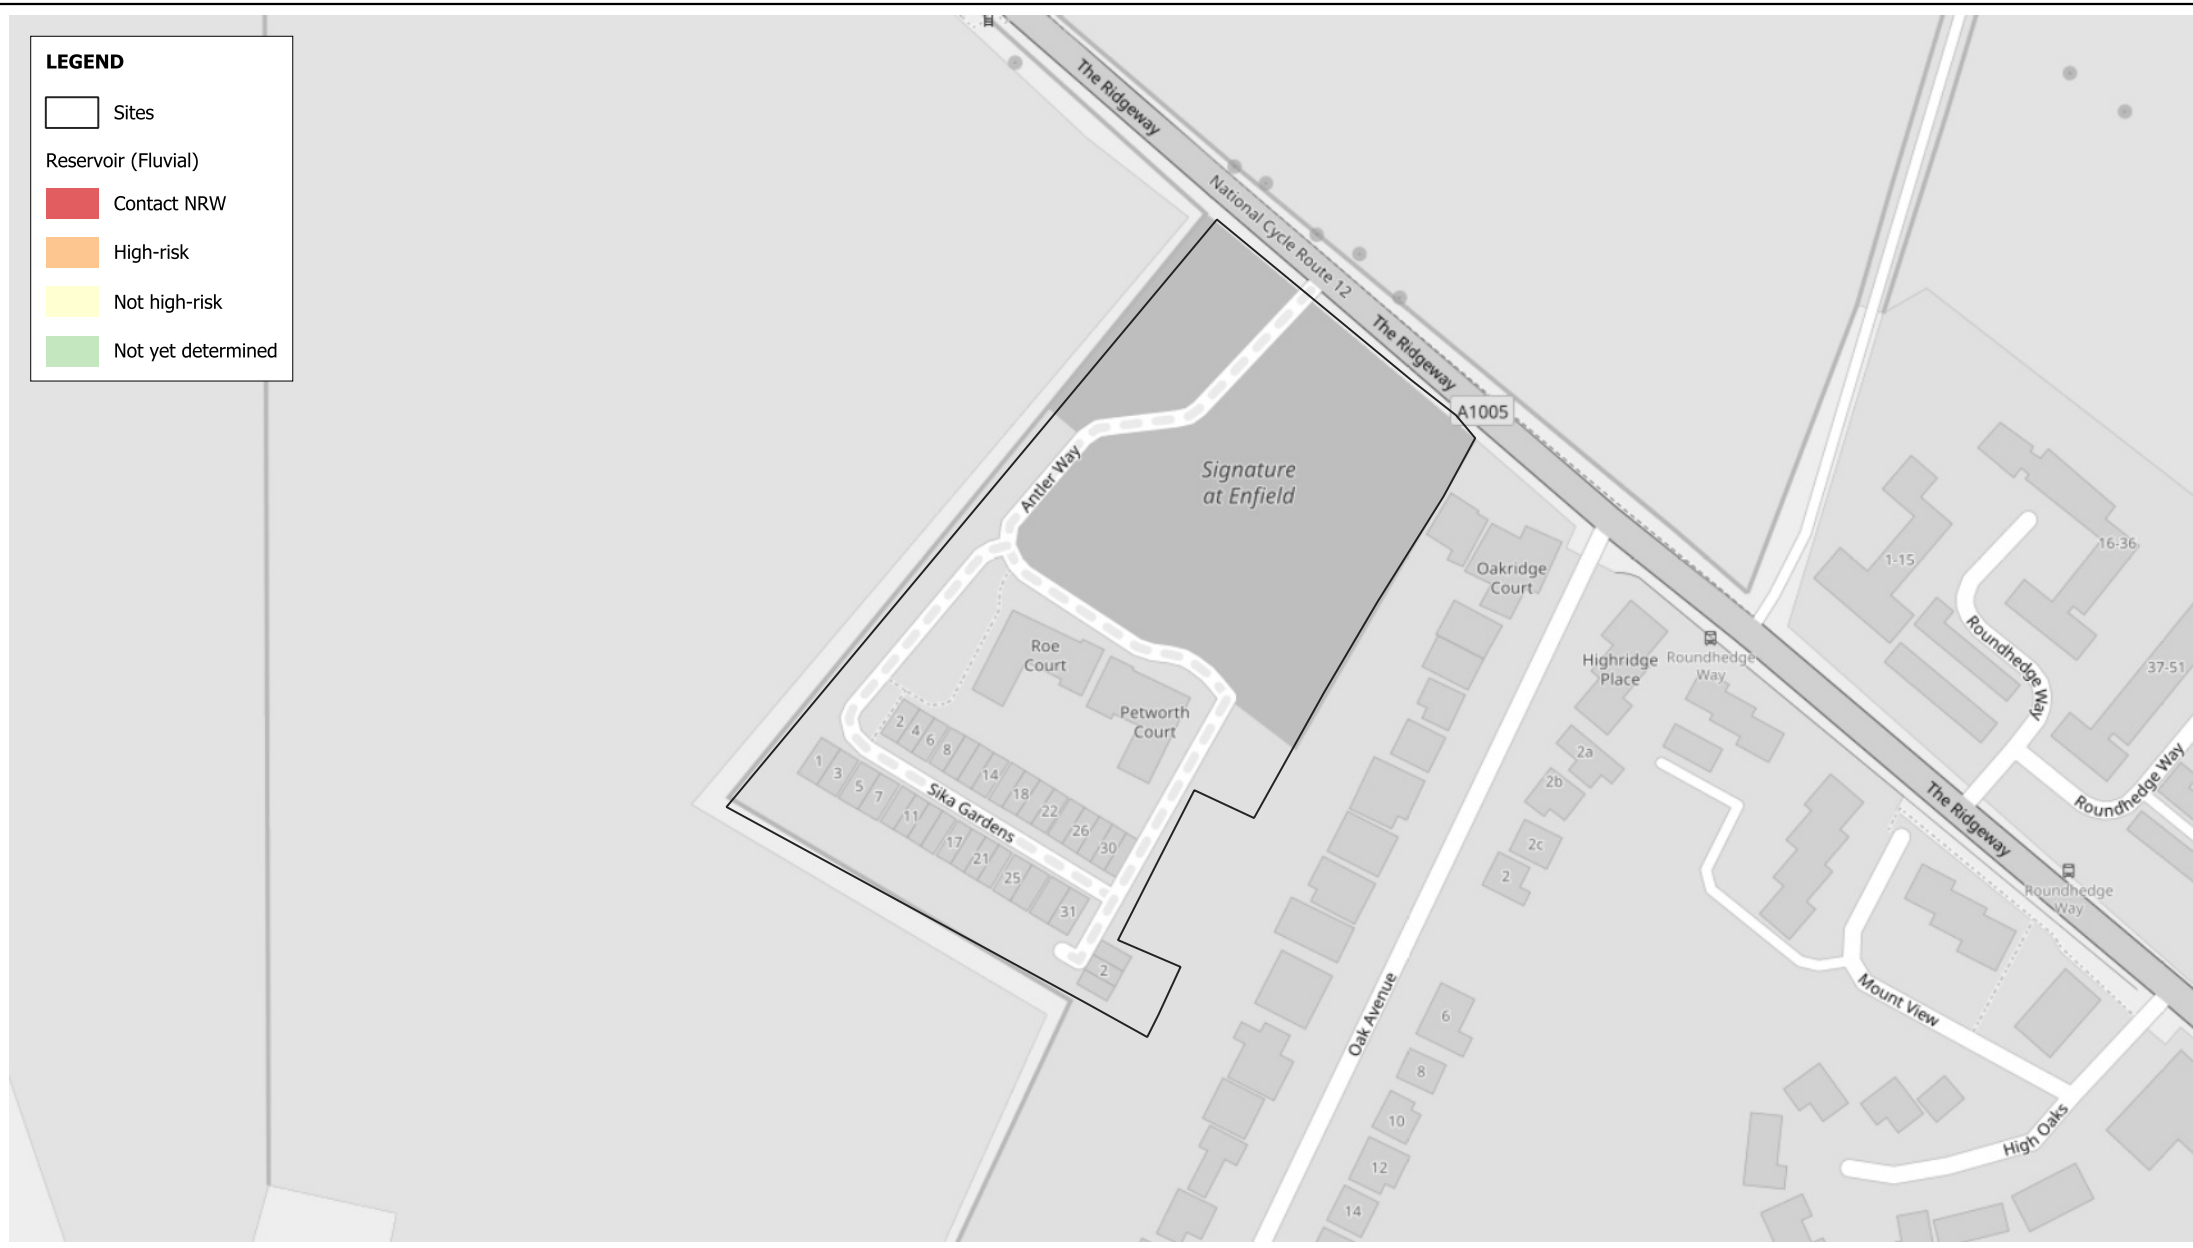 LEGEND
Sites
Reservoir (Fluvial)
Contact NRW
High-risk
Not high-risk
Not yet determined
The Ridgeway
National Cycle Route 12
The Ridgeway
A1005
Signature
at Enfield
Antler Way
Oakridge
Court
Roe
Court
Petworth
Court
Highridge
Place
Roundhedge
Way
1-15
16-36
37-51
Roundhedge Way
Roundhedge Way
The Ridgeway
Roundhedge
Way
2
4
6
8
14
18
22
26
30
1
3
5
7
11
17
21
25
31
Sika Gardens
2
2a
2b
2c
2
Oak Avenue
6
8
10
12
14
Mount View
High Oaks